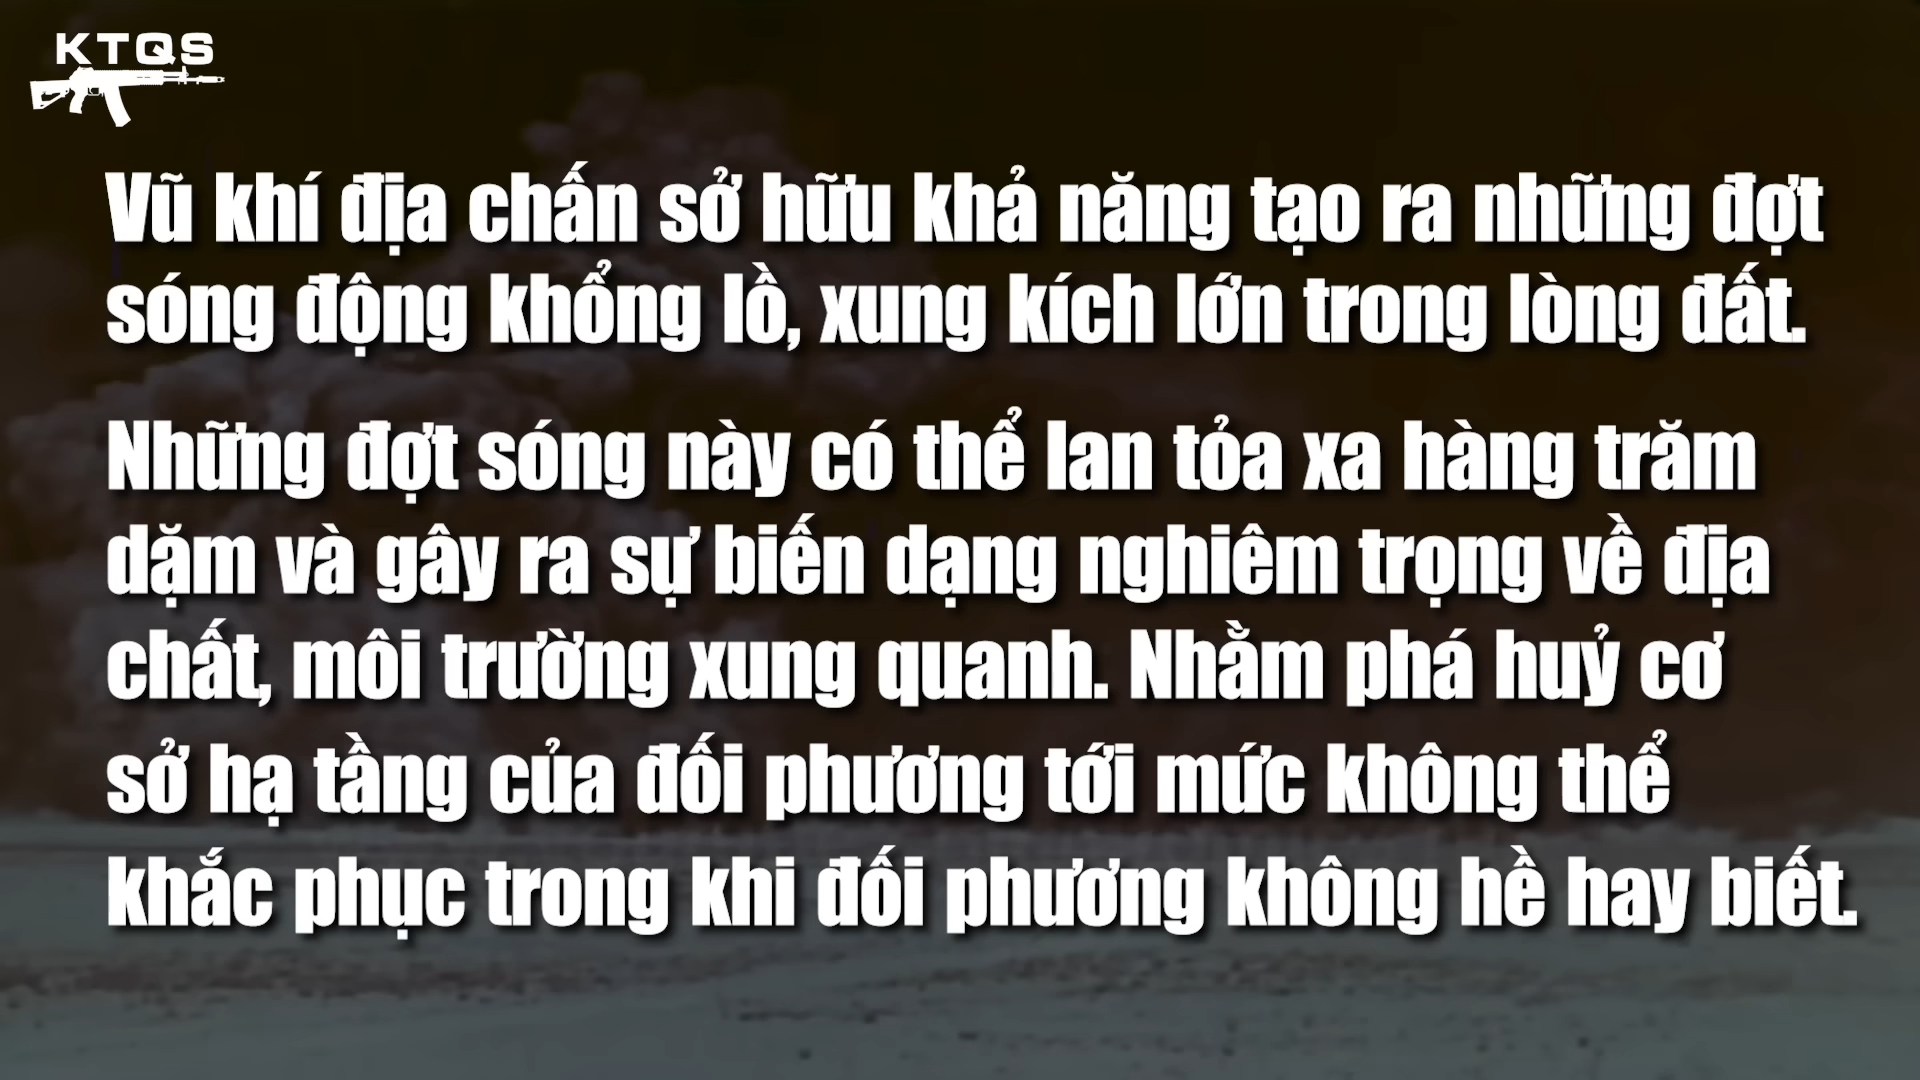 KTQS
Vũ khí địa chấn sở hữu khả năng tạo ra những đợt
sóng động khổng lồ, xung kích lớn trong lòng đất.
Những đợt sóng này có thể lan tỏa xa hàng trăm
dặm và gây ra sự biến dạng nghiêm trọng về địa
chất, môi trường xung quanh. Nhằm phá huỷ cơ
sở hạ tầng của đối phương tới mức không thể
khắc phục trong khi đối phương không hề hay biết.